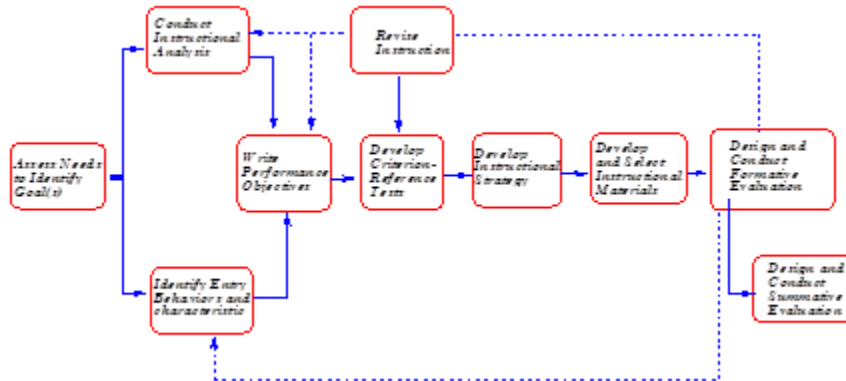 Conduct
Instructional
Analysis
Revise
Instruction
Assess Needs
to Identify
Goal(s)
Write
Performance
Objectives
Develop
Criterion-
Reference
Tests
Develop
Instructional
Strategy
Develop
and Select
Instructional
Materials
Design and
Conduct
Formative
Evaluation
Identify Entry
Behaviors and
characteristic
Design and
Conduct
Summative
Evaluation